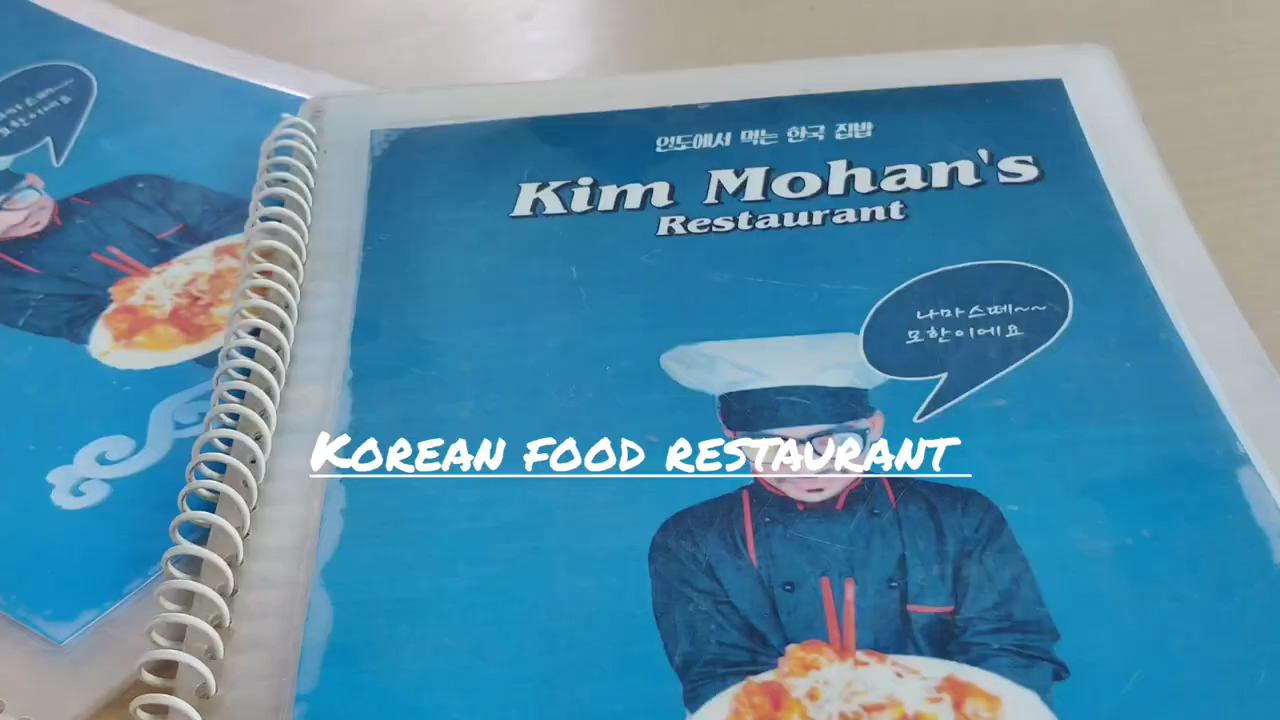 인도에서 먹는 한국 집밥
Kim Mohan's
Restaurant
나마스떼~~
모한이에요
KOREAN FOOD RESTAURANT